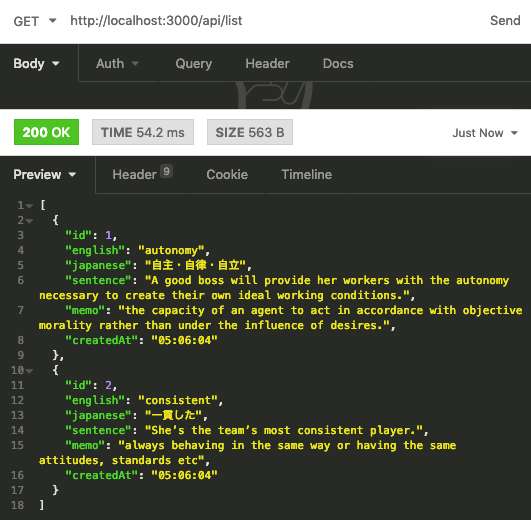 GET http://localhost:3000/api/list Send
Body Auth Query Header Docs
200 OK TIME 54.2 ms SIZE 563 B Just Now
Preview Header 9 Cookie Timeline
1 [
2 {
3 "id": 1,
4 "english": "autonomy",
5 "japanese": "自主・自律・自立",
6 "sentence": "A good boss will provide her workers with the autonomy
necessary to create their own ideal working conditions.",
7 "memo": "the capacity of an agent to act in accordance with objective
morality rather than under the influence of desires.",
8 "createdAt": "05:06:04"
9 },
10 {
11 "id": 2,
12 "english": "consistent",
13 "japanese": "一貫した",
14 "sentence": "She’s the team’s most consistent player.",
15 "memo": "always behaving in the same way or having the same
attitudes, standards etc",
16 "createdAt": "05:06:04"
17 }
18 ]